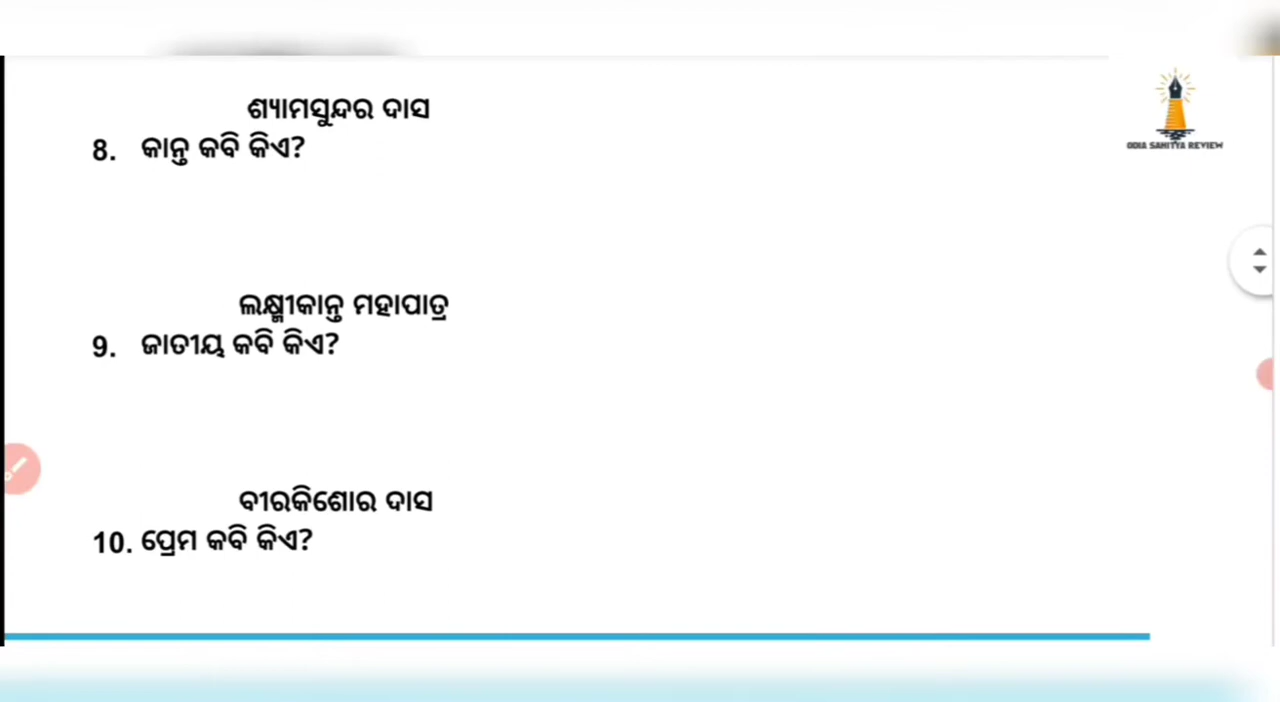 ଶ୍ୟାମସୁନ୍ଦର ଦାସ
8. କାନ୍ତ କବି କିଏ?
ଲକ୍ଷ୍ମୀକାନ୍ତ ମହାପାତ୍ର
9. ଜାତୀୟ କବି କିଏ?
ବୀରକିଶୋର ଦାସ
10. ପ୍ରେମ କବି କିଏ?
ODIA SAHITYA REVIEW